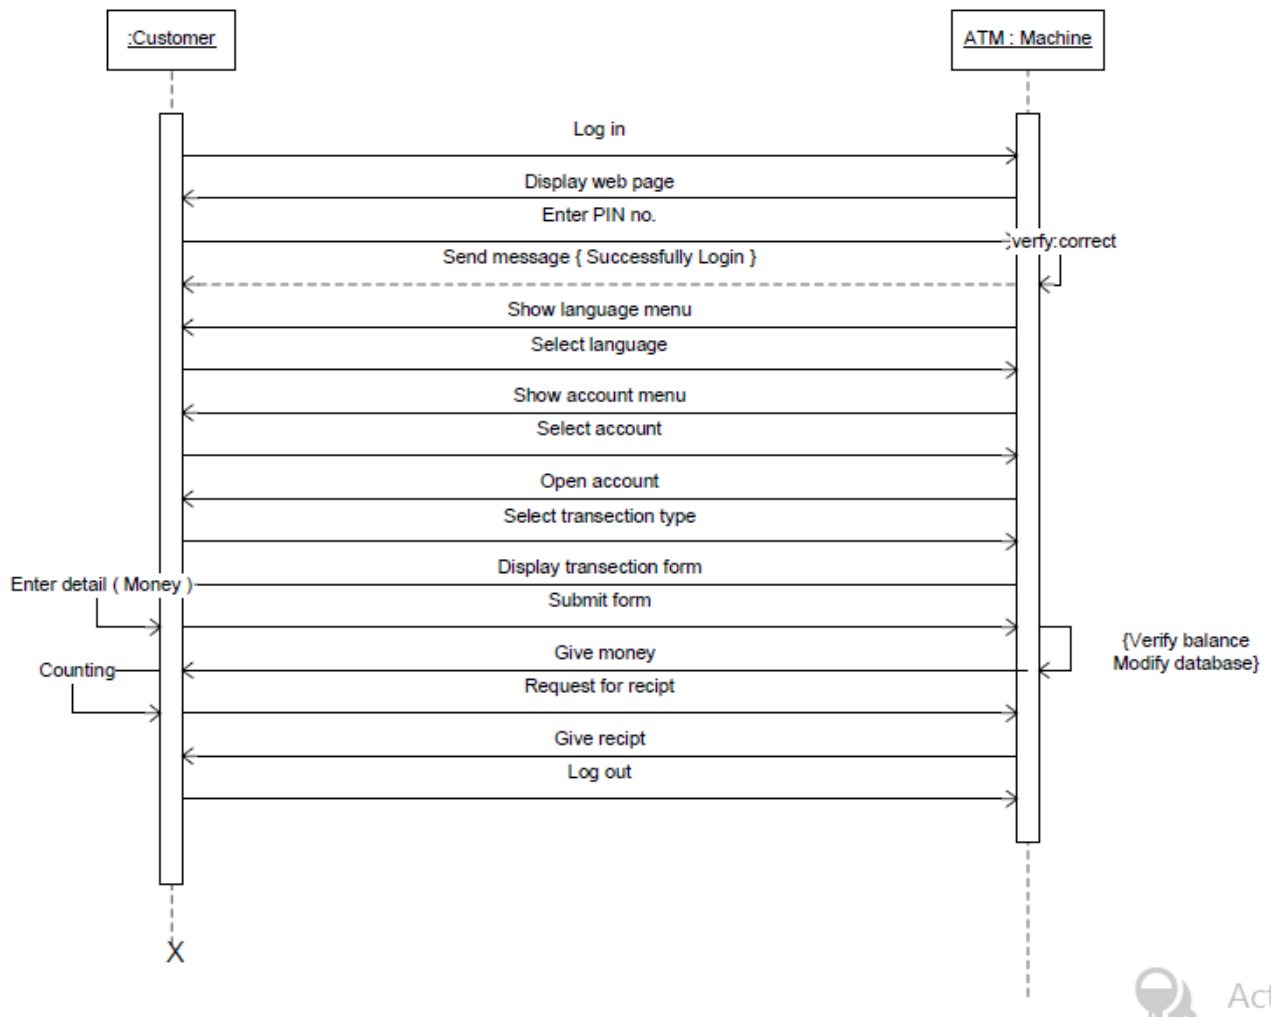 :Customer
ATM : Machine
Log in
Display web page
Enter PIN no.
verfy:correct
Send message { Successfully Login }
Show language menu
Select language
Show account menu
Select account
Open account
Select transection type
Display transection form
Enter detail ( Money )
Submit form
{Verify balance
Modify database}
Give money
Counting
Request for recipt
Give recipt
Log out
X